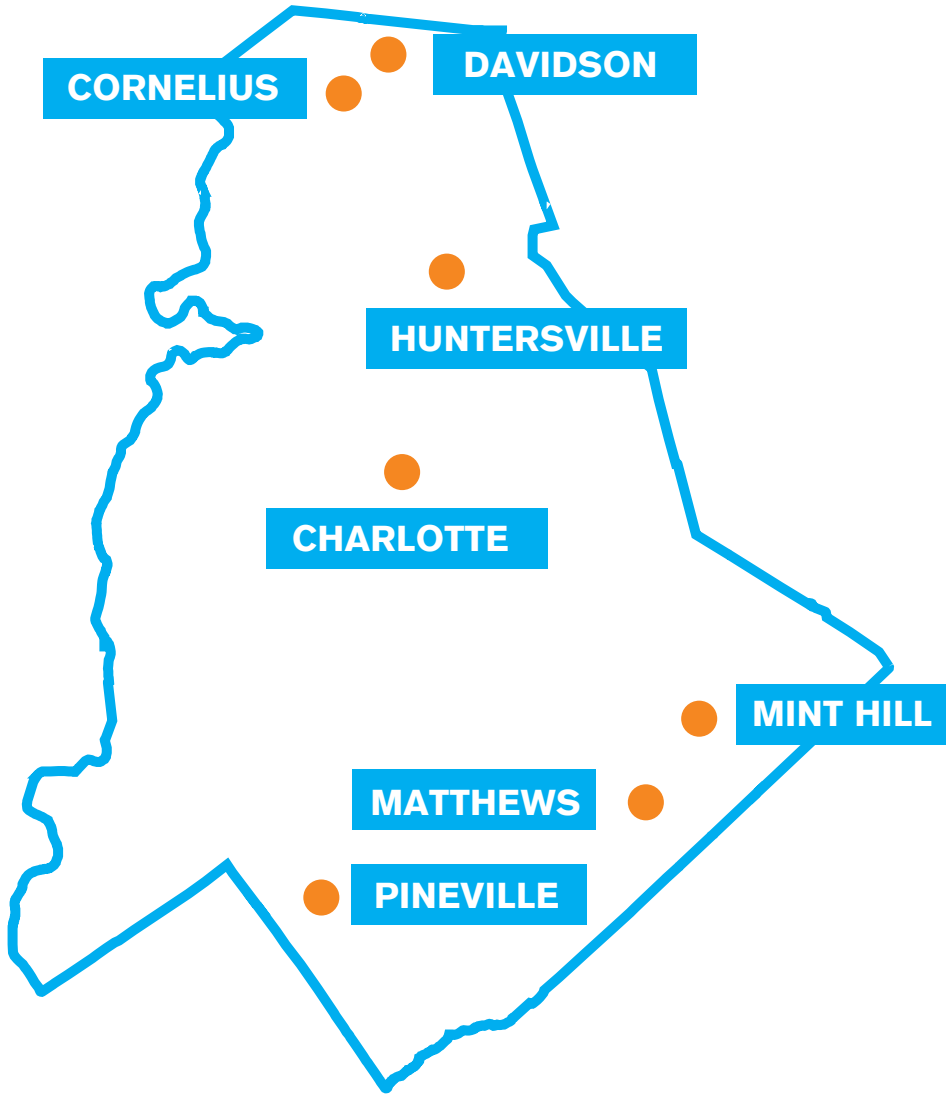 DAVIDSON
CORNELIUS
HUNTERSVILLE
CHARLOTTE
MINT HILL
MATTHEWS
PINEVILLE